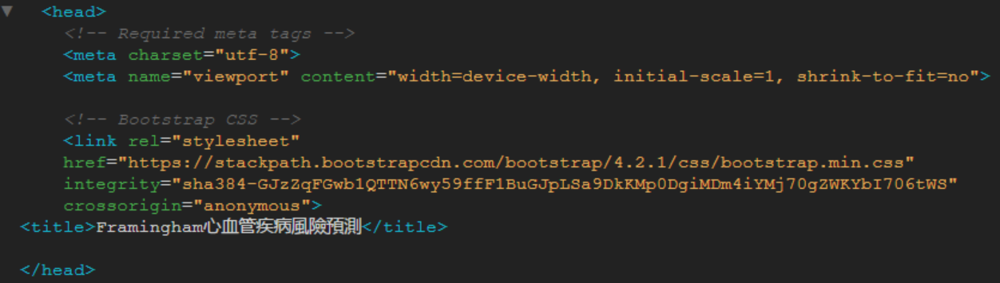 <head>
<!-- Required meta tags -->
<meta charset="utf-8">
<meta name="viewport" content="width=device-width, initial-scale=1, shrink-to-fit=no">
<!-- Bootstrap CSS -->
<link rel="stylesheet"
href="https://stackpath.bootstrapcdn.com/bootstrap/4.2.1/css/bootstrap.min.css"
integrity="sha384-GJzZqFGwb1QTTN6wy59ffF1BuGJpLSa9DkKMp0DgiMDm4iYMj70gZWKYbI706tWS"
crossorigin="anonymous">
<title>Framingham心血管疾病風險預測</title>
</head>